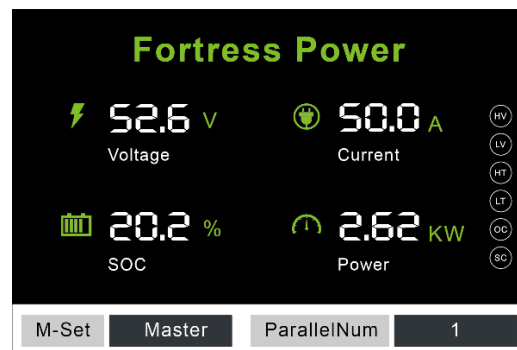 Fortress Power
52.6 V 50.0 A
Voltage Current
HV
LV
HT
LT
20.2 % 2.62 KW
OC
SOC Power
SC
M-Set Master ParallelNum 1